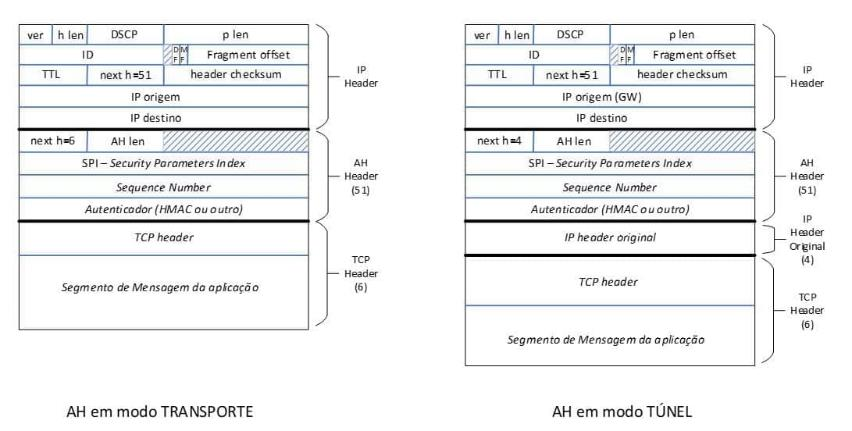 ver h len DSCP p len
ID DF MF Fragment offset
TTL next h=51 header checksum
IP origem
IP destino
IP
Header
next h=6 AH len
SPI – Security Parameters Index
Sequence Number
Autenticador (HMAC ou outro)
AH
Header
(51)
TCP header
Segmento de Mensagem da aplicação
TCP
Header
(6)
AH em modo TRANSPORTE
ver h len DSCP p len
ID DF MF Fragment offset
TTL next h=51 header checksum
IP origem (GW)
IP destino
IP
Header
next h=4 AH len
SPI – Security Parameters Index
Sequence Number
Autenticador (HMAC ou outro)
AH
Header
(51)
IP header original
IP
Header
Original
(4)
TCP header
Segmento de Mensagem da aplicação
TCP
Header
(6)
AH em modo TÚNEL